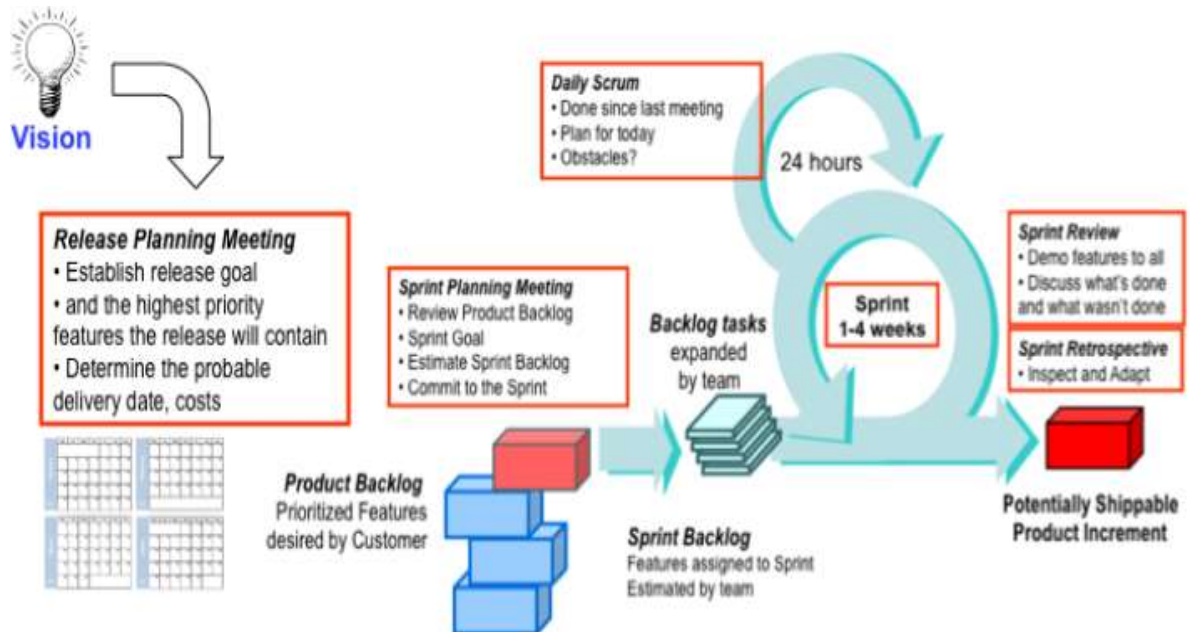 Vision
Release Planning Meeting
• Establish release goal
• and the highest priority
features the release will contain
• Determine the probable
delivery date, costs
Sprint Planning Meeting
• Review Product Backlog
• Sprint Goal
• Estimate Sprint Backlog
• Commit to the Sprint
Product Backlog
Prioritized Features
desired by Customer
Backlog tasks
expanded
by team
Sprint Backlog
Features assigned to Sprint
Estimated by team
Daily Scrum
• Done since last meeting
• Plan for today
• Obstacles?
24 hours
Sprint
1-4 weeks
Sprint Review
• Demo features to all
• Discuss what's done
and what wasn't done
Sprint Retrospective
• Inspect and Adapt
Potentially Shippable
Product Increment